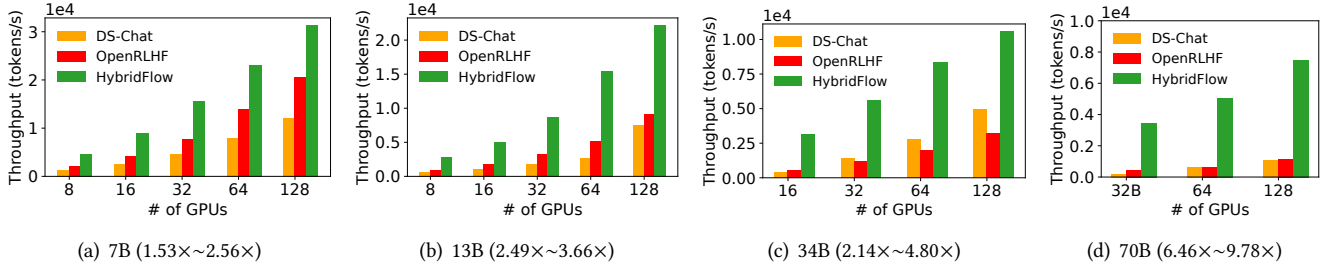 1e4
Throughput (tokens/s)
3
2
1
0
DS-Chat
OpenRLHF
HybridFlow
8 16 32 64 128
# of GPUs
(a) 7B (1.53×~2.56×)
1e4
Throughput (tokens/s)
2.0
1.5
1.0
0.5
0.0
DS-Chat
OpenRLHF
HybridFlow
8 16 32 64 128
# of GPUs
(b) 13B (2.49×~3.66×)
1e4
Throughput (tokens/s)
1.00
0.75
0.50
0.25
0.00
DS-Chat
OpenRLHF
HybridFlow
16 32 64 128
# of GPUs
(c) 34B (2.14×~4.80×)
1e4
Throughput (tokens/s)
1.0
0.8
0.6
0.4
0.2
0.0
DS-Chat
OpenRLHF
HybridFlow
32B 64 128
# of GPUs
(d) 70B (6.46×~9.78×)